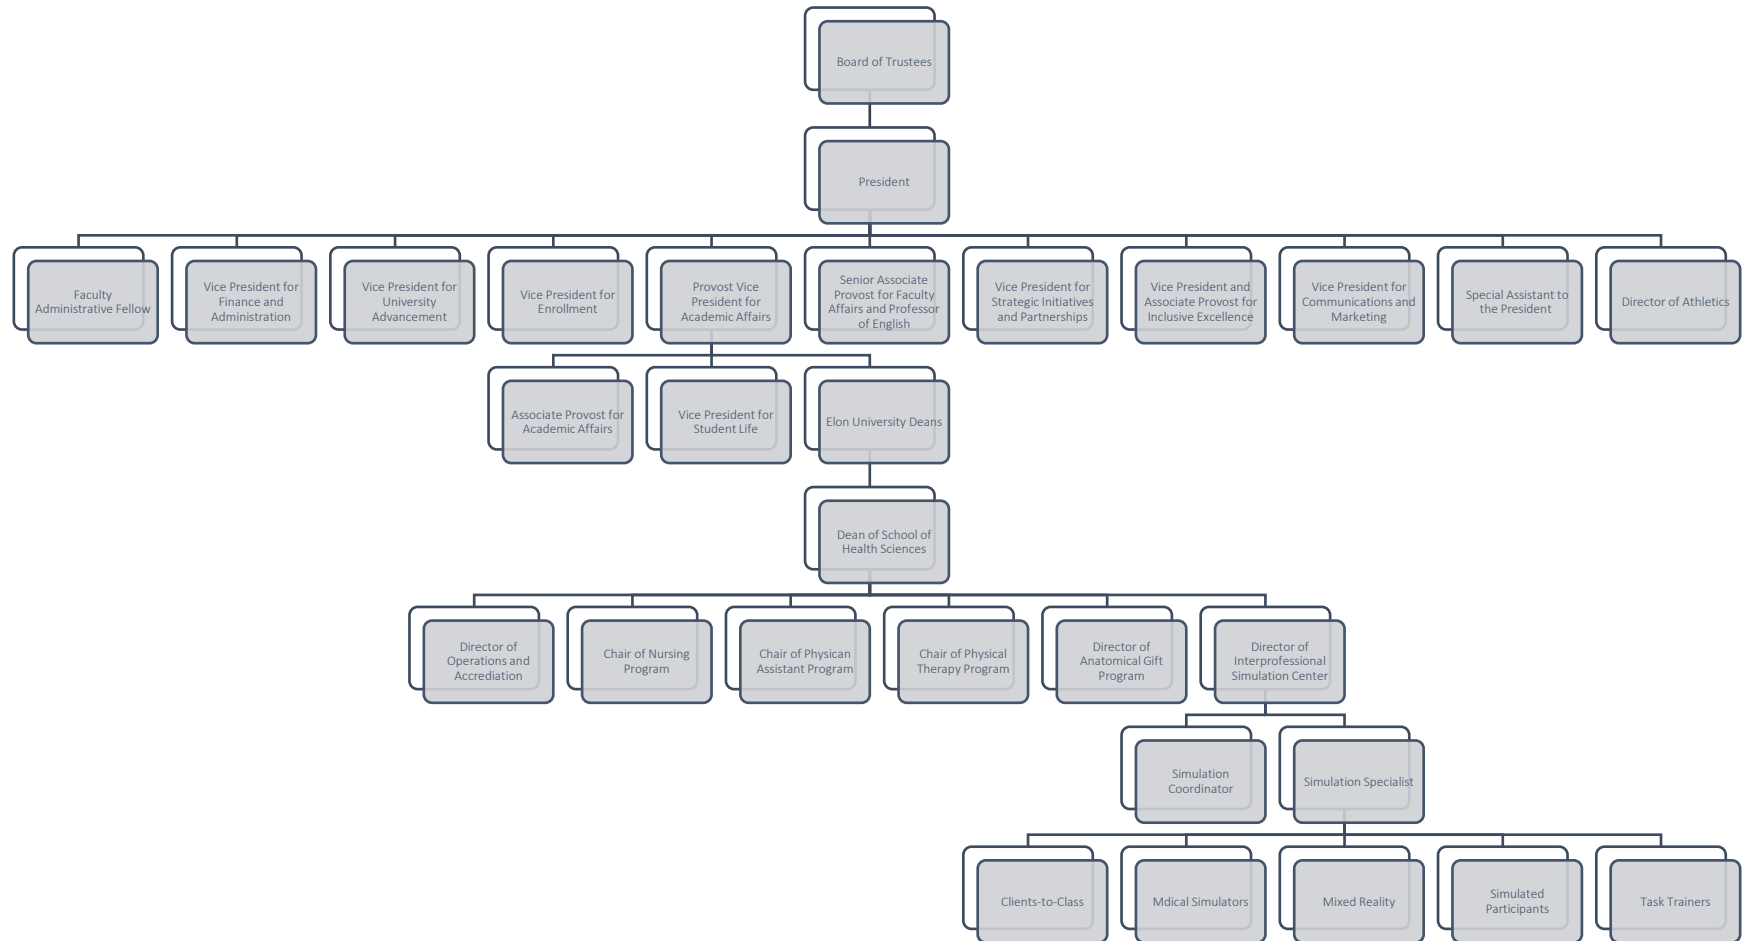 Board of Trustees
President
Faculty
Administrative Fellow
Vice President for
Finance and
Administration
Vice President for
University
Advancement
Vice President for
Enrollment
Provost Vice
President for
Academic Affairs
Senior Associate
Provost for Faculty
Affairs and Professor
of English
Vice President for
Strategic Initiatives
and Partnerships
Vice President and
Associate Provost for
Inclusive Excellence
Vice President for
Communications and
Marketing
Special Assistant to
the President
Director of Athletics
Associate Provost for
Academic Affairs
Vice President for
Student Life
Elon University Deans
Dean of School of
Health Sciences
Director of
Operations and
Accrediation
Chair of Nursing
Program
Chair of Physican
Assistant Program
Chair of Physical
Therapy Program
Director of
Anatomical Gift
Program
Director of
Interprofessional
Simulation Center
Simulation
Coordinator
Simulation Specialist
Clients-to-Class
Mdical Simulators
Mixed Reality
Simulated
Participants
Task Trainers